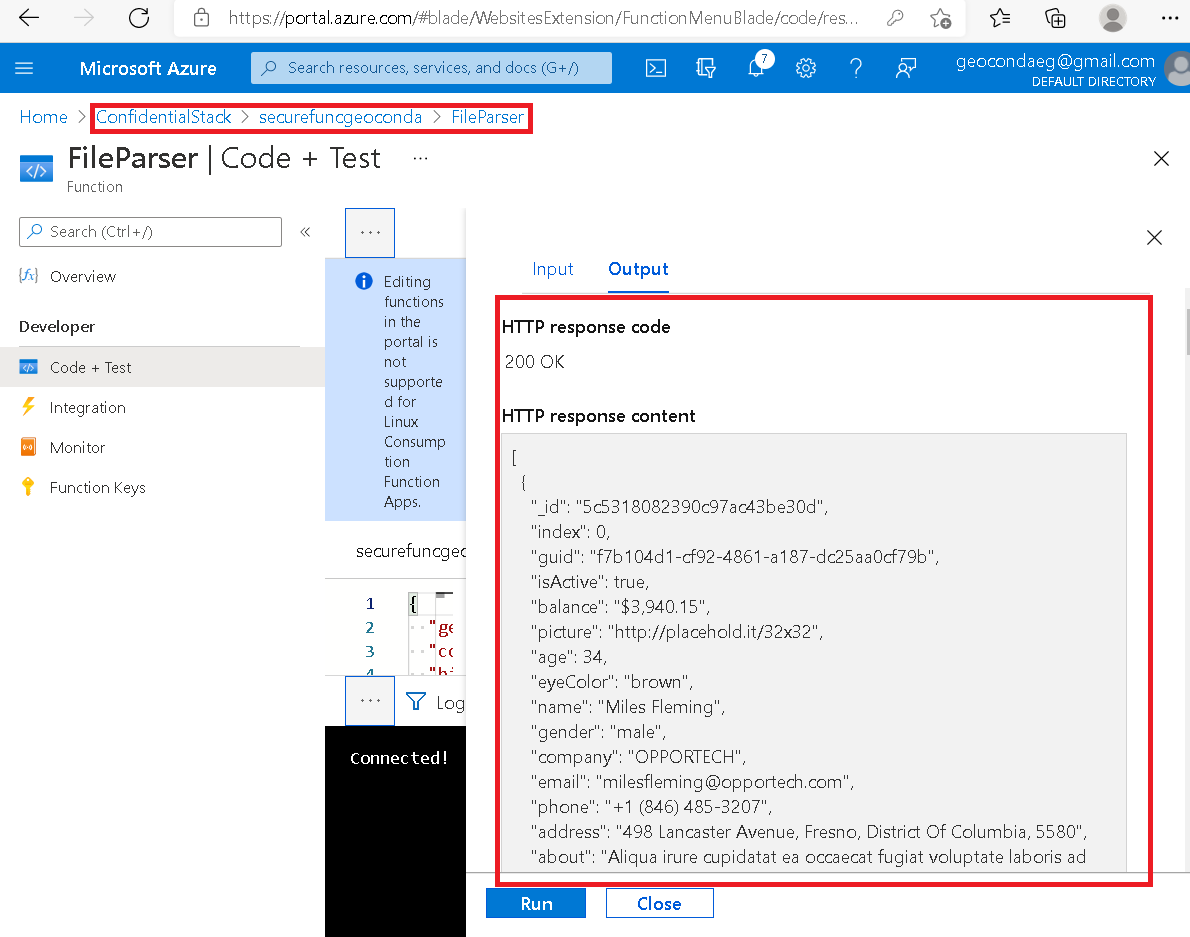 https://portal.azure.com/#blade/WebsitesExtension/FunctionMenuBlade/code/res...
Microsoft Azure
Search resources, services, and docs (G+/)
7
geocondaeg@gmail.com
DEFAULT DIRECTORY
Home > ConfidentialStack > securefuncgeoconda > FileParser
FileParser | Code + Test ...
Function
Search (Ctrl+/)
«
Overview
Developer
Code + Test
Integration
Monitor
Function Keys
...
Editing
functions
in the
portal is
not
supporte
d for
Linux
Consump
tion
Function
Apps.
securefuncgeo
1 {
2 "ge
3 "co
4
... Log
Connected!
Input Output
HTTP response code
200 OK
HTTP response content
[
{
"_id": "5c5318082390c97ac43be30d",
"index": 0,
"guid": "f7b104d1-cf92-4861-a187-dc25aa0cf79b",
"isActive": true,
"balance": "$3,940.15",
"picture": "http://placehold.it/32x32",
"age": 34,
"eyeColor": "brown",
"name": "Miles Fleming",
"gender": "male",
"company": "OPPORTECH",
"email": "milesfleming@opportech.com",
"phone": "+1 (846) 485-3207",
"address": "498 Lancaster Avenue, Fresno, District Of Columbia, 5580",
"about": "Aliqua irure cupidatat ea occaecat fugiat voluptate laboris ad
Run Close